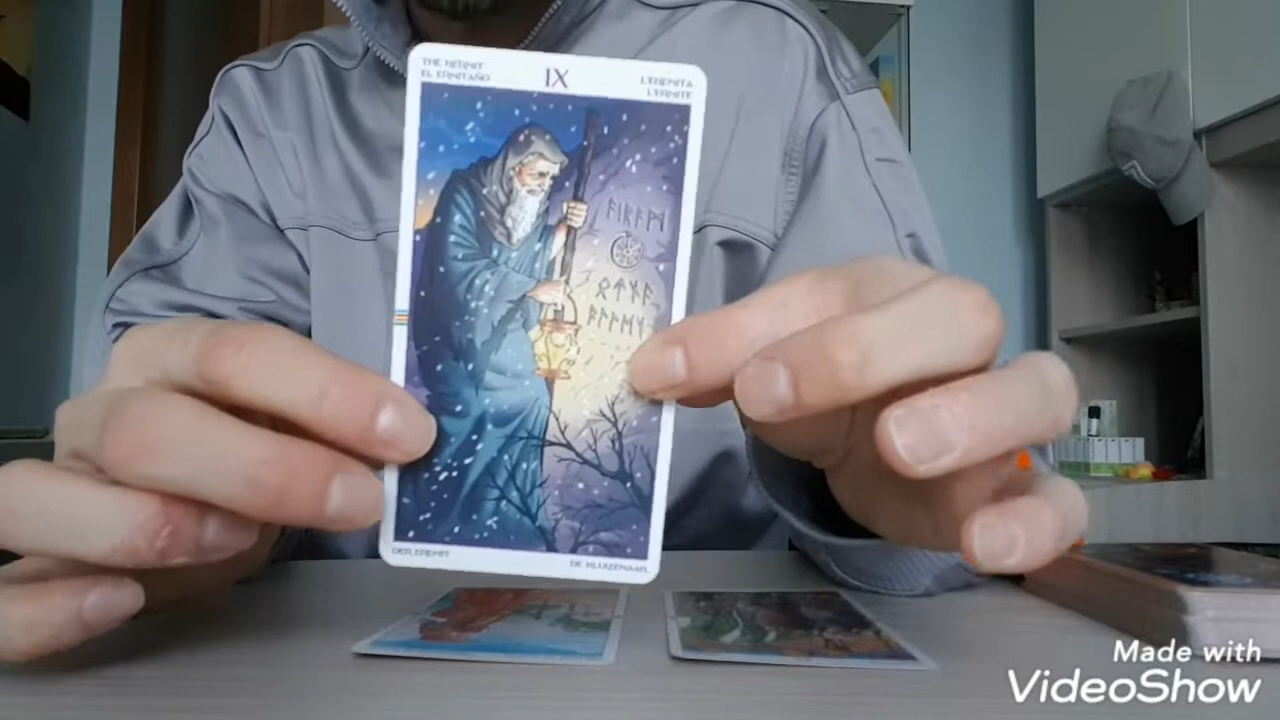 THE HERMIT
EL ERMITAÑO
IX
L'EREMITA
L'ERMITE
DER EREMIT
DE KLUIZENAAR
Made with
VideoShow